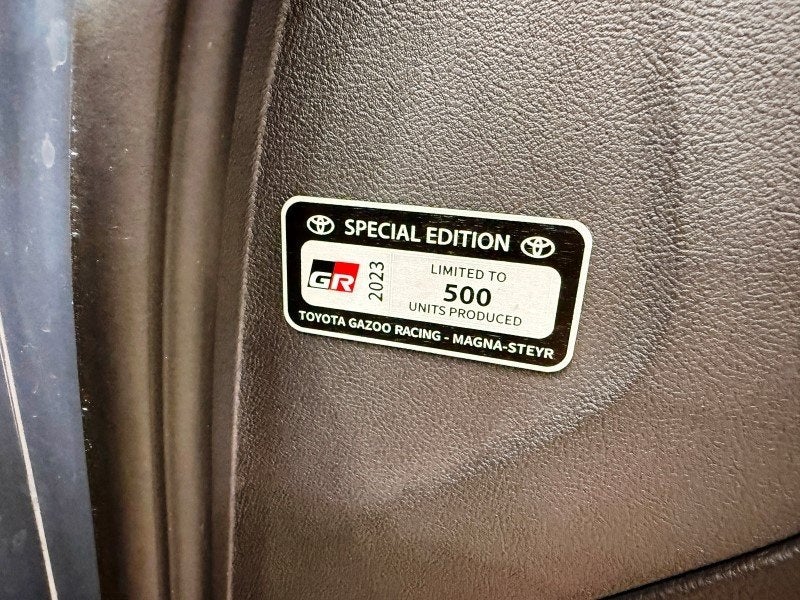 SPECIAL EDITION
GR
2023
LIMITED TO
500
UNITS PRODUCED
TOYOTA GAZOO RACING - MAGNA-STEYR